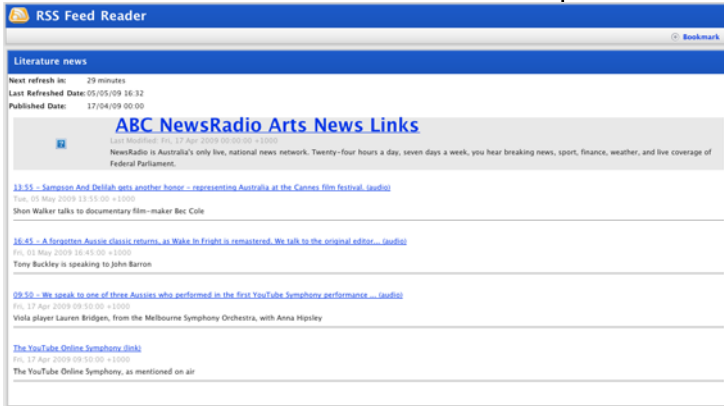 RSS Feed Reader
Bookmark
Literature news
Next refresh in: 29 minutes
Last Refreshed Date: 05/05/09 16:32
Published Date: 17/04/09 00:00
ABC NewsRadio Arts News Links
Last Modified: Fri, 17 Apr 2009 00:00:00 +1000
NewsRadio is Australia's only live, national news network. Twenty-four hours a day, seven days a week, you hear breaking news, sport, finance, weather, and live coverage of
Federal Parliament.
13:55 - Sampson And Delilah gets another honor - representing Australia at the Cannes film festival. (audio)
Tue, 05 May 2009 13:55:00 +1000
Shon Walker talks to documentary film-maker Bec Cole
16:45 - A forgotten Aussie classic returns, as Wake In Fright is remastered. We talk to the original editor... (audio)
Fri, 01 May 2009 16:45:00 +1000
Tony Buckley is speaking to John Barron
09:50 - We speak to one of three Aussies who performed in the first YouTube Symphony performance ... (audio)
Fri, 17 Apr 2009 09:50:00 +1000
Viola player Lauren Bridgen, from the Melbourne Symphony Orchestra, with Anna Hipsley
The YouTube Online Symphony (link)
Fri, 17 Apr 2009 09:50:00 +1000
The YouTube Online Symphony, as mentioned on air